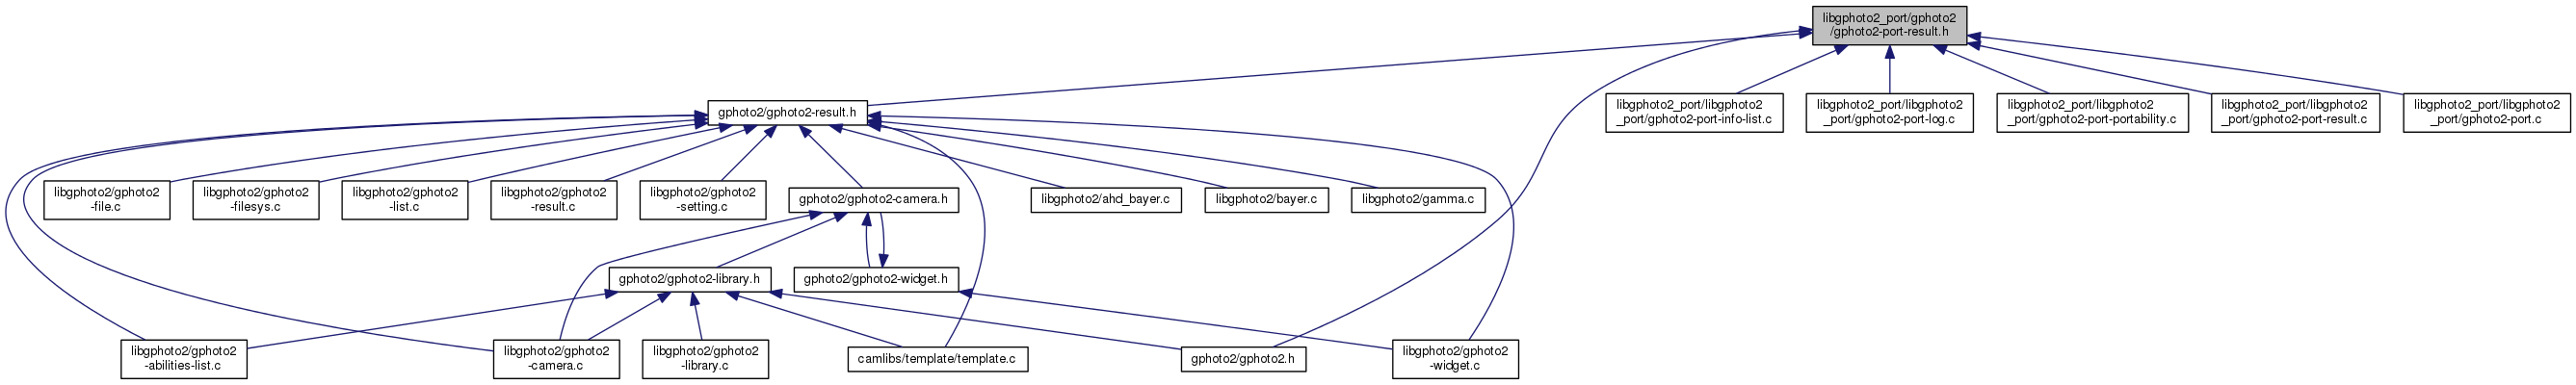 libgphoto2_port/gphoto2
/gphoto2-port-result.h
gphoto2/gphoto2-result.h
libgphoto2_port/libgphoto2
_port/gphoto2-port-info-list.c
libgphoto2_port/libgphoto2
_port/gphoto2-port-log.c
libgphoto2_port/libgphoto2
_port/gphoto2-port-portability.c
libgphoto2_port/libgphoto2
_port/gphoto2-port-result.c
libgphoto2_port/libgphoto2
_port/gphoto2-port.c
libgphoto2/gphoto2
-file.c
libgphoto2/gphoto2
-filesys.c
libgphoto2/gphoto2
-list.c
libgphoto2/gphoto2
-result.c
libgphoto2/gphoto2
-setting.c
gphoto2/gphoto2-camera.h
libgphoto2/ahd_bayer.c
libgphoto2/bayer.c
libgphoto2/gamma.c
gphoto2/gphoto2-library.h
gphoto2/gphoto2-widget.h
libgphoto2/gphoto2
-abilities-list.c
libgphoto2/gphoto2
-camera.c
libgphoto2/gphoto2
-library.c
camlibs/template/template.c
gphoto2/gphoto2.h
libgphoto2/gphoto2
-widget.c